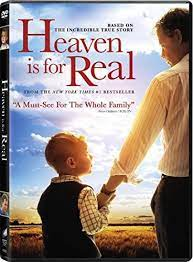 DVD
BASED ON
THE INCREDIBLE TRUE STORY
Heaven
is for Real
FROM THE NEW YORK TIMES #1 BESTSELLER
"A Must-See For The Whole Family"
Heaven is for Real